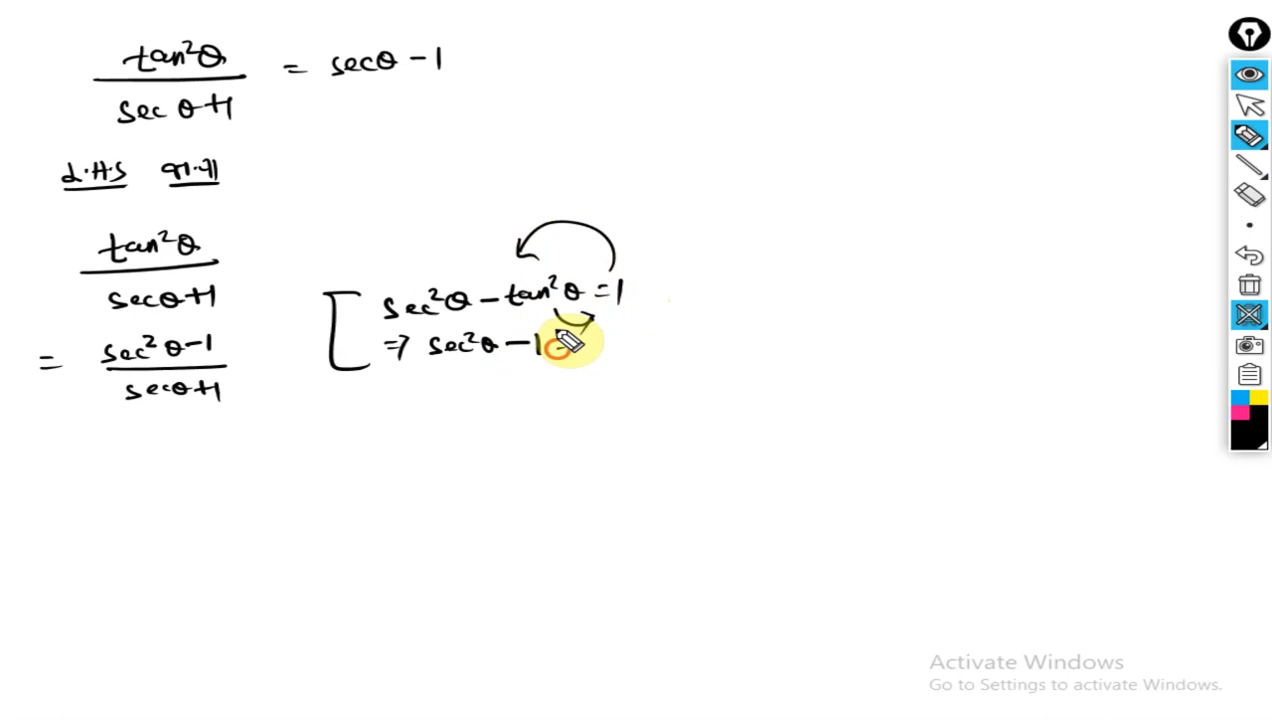 tan²θ
secθ+1 = secθ-1
L.H.S
tan²θ
secθ+1
= sec²θ-1
secθ+1
sec²θ - tan²θ = 1
⇒ sec²θ - 1 =
Activate Windows
Go to Settings to activate Windows.